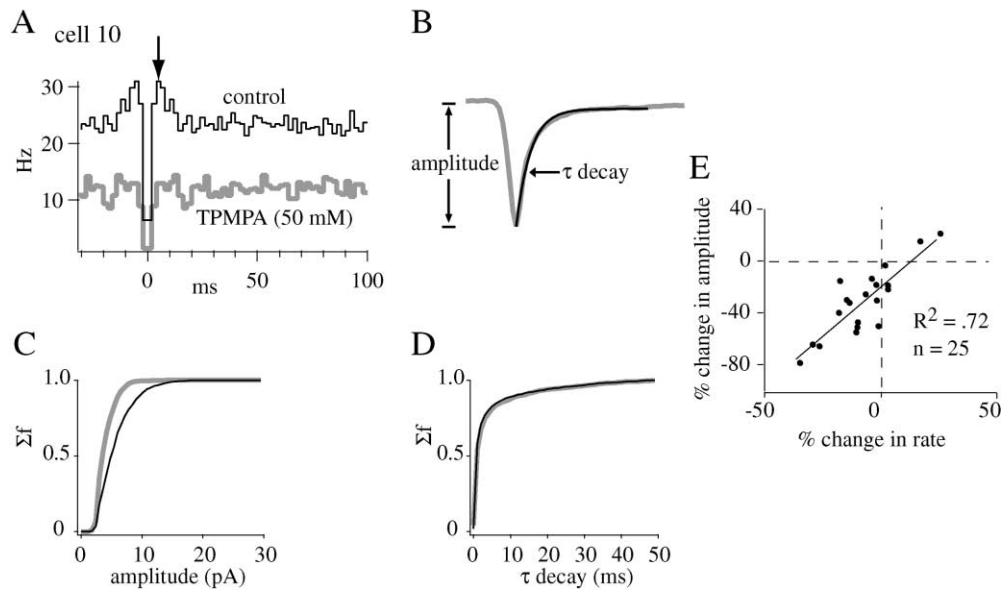 A
cell 10
30
20
10
Hz
control
TPMPA (50 mM)
0
50
100
ms
B
amplitude
τ decay
C
1.0
0.5
0
Σf
0
10
20
30
amplitude (pA)
D
1.0
0.5
0
Σf
0
10
20
30
40
50
τ decay (ms)
E
40
0
-40
-80
% change in amplitude
R² = .72
n = 25
-50
0
50
% change in rate